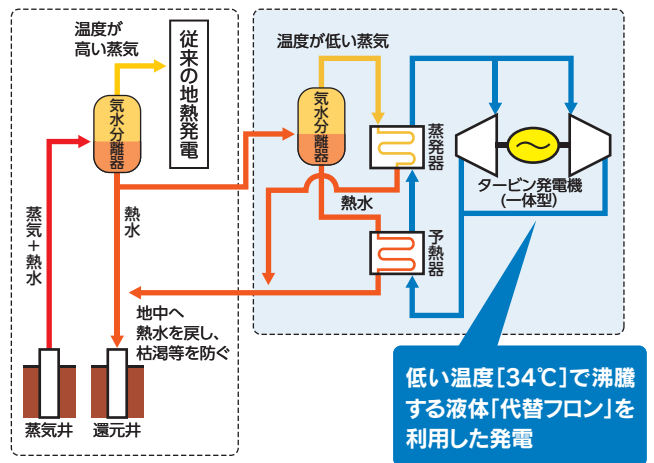 温度が
高い蒸気
従来の地熱発電
気水分離器
蒸気+熱水
熱水
地中へ
熱水を戻し、
枯渇等を防ぐ
蒸気井
還元井
温度が低い蒸気
気水分離器
蒸発器
熱水
予熱器
タービン発電機
(一体型)
低い温度[34℃]で沸騰
する液体「代替フロン」を
利用した発電